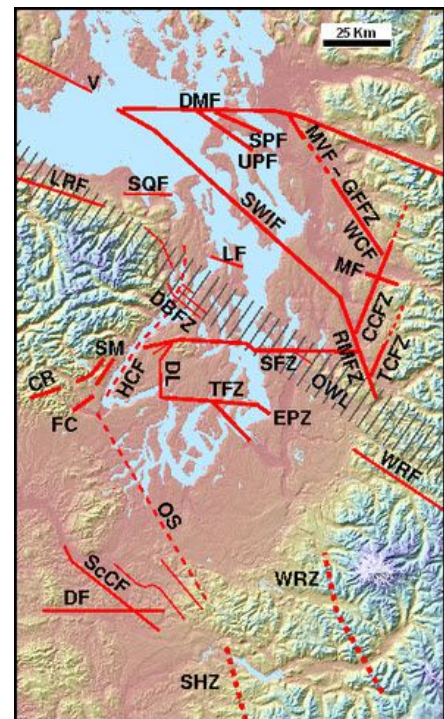 25 Km
V
DMF
SPF
UPF
MVF - GFFZ
LRF
SQF
SWIF
WCF
LF
MF
DBFZ
CCFZ
SM
HCF
DL
SFZ
RMFZ
OWL
TCFZ
CR
TFZ
FC
EPZ
WRF
OS
ScCF
WRZ
DF
SHZ